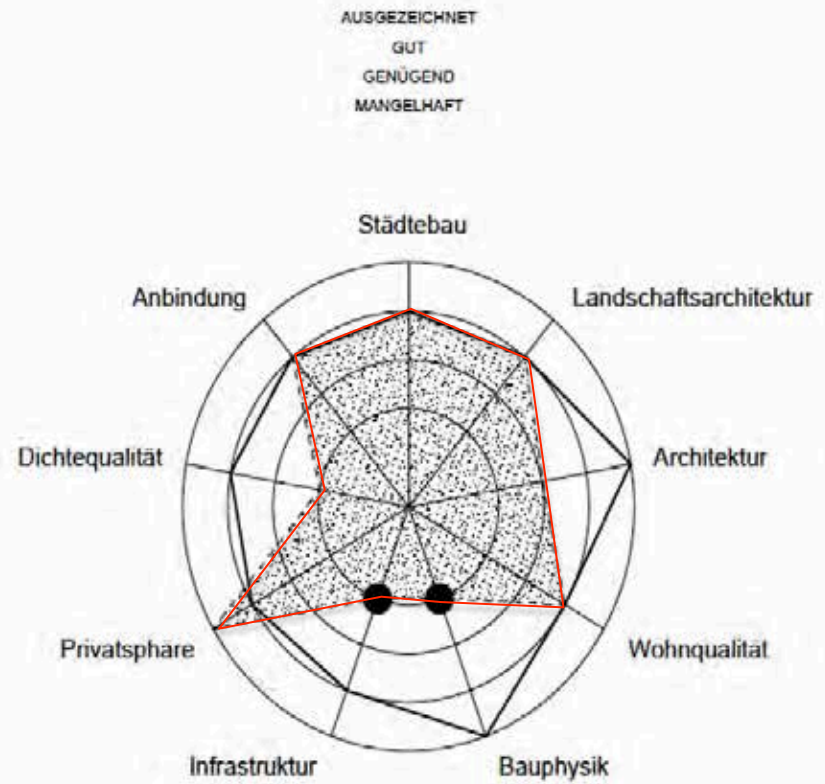 AUSGEZEICHNET
GUT
GENÜGEND
MANGELHAFT
Städtebau
Anbindung
Landschaftsarchitektur
Dichtequalität
Architektur
Privatsphäre
Wohnqualität
Infrastruktur
Bauphysik